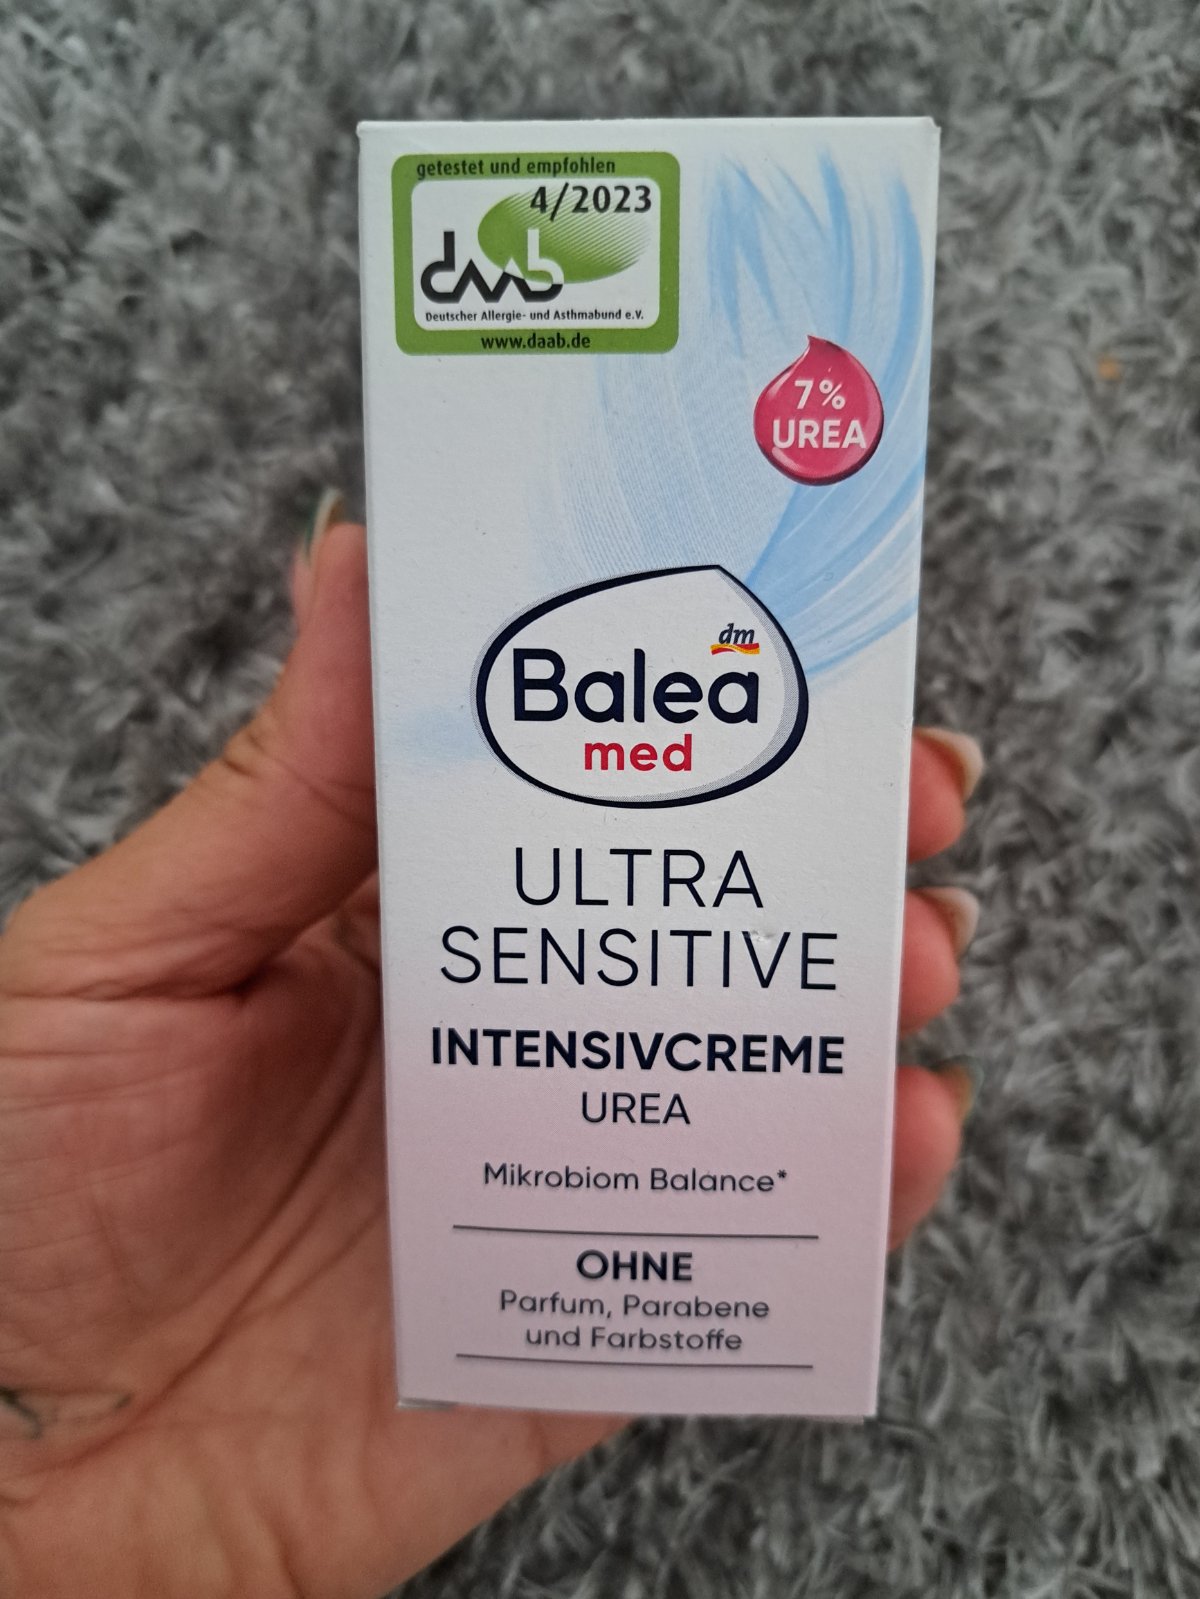 getestet und empfohlen
4/2023
daab
Deutscher Allergie- und Asthmabund e.V.
www.daab.de
7%
UREA
dm
Balea
med
ULTRA
SENSITIVE
INTENSIVCREME
UREA
Mikrobiom Balance*
OHNE
Parfum, Parabene
und Farbstoffe